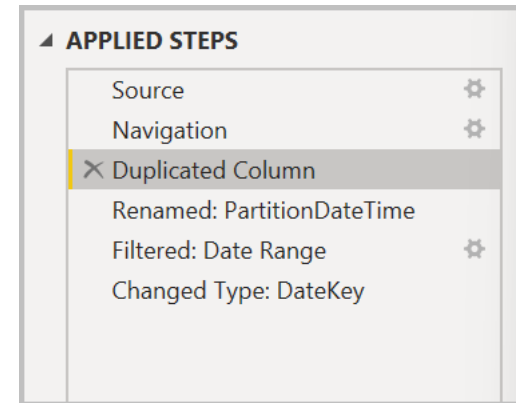 APPLIED STEPS
Source
Navigation
Duplicated Column
Renamed: PartitionDateTime
Filtered: Date Range
Changed Type: DateKey